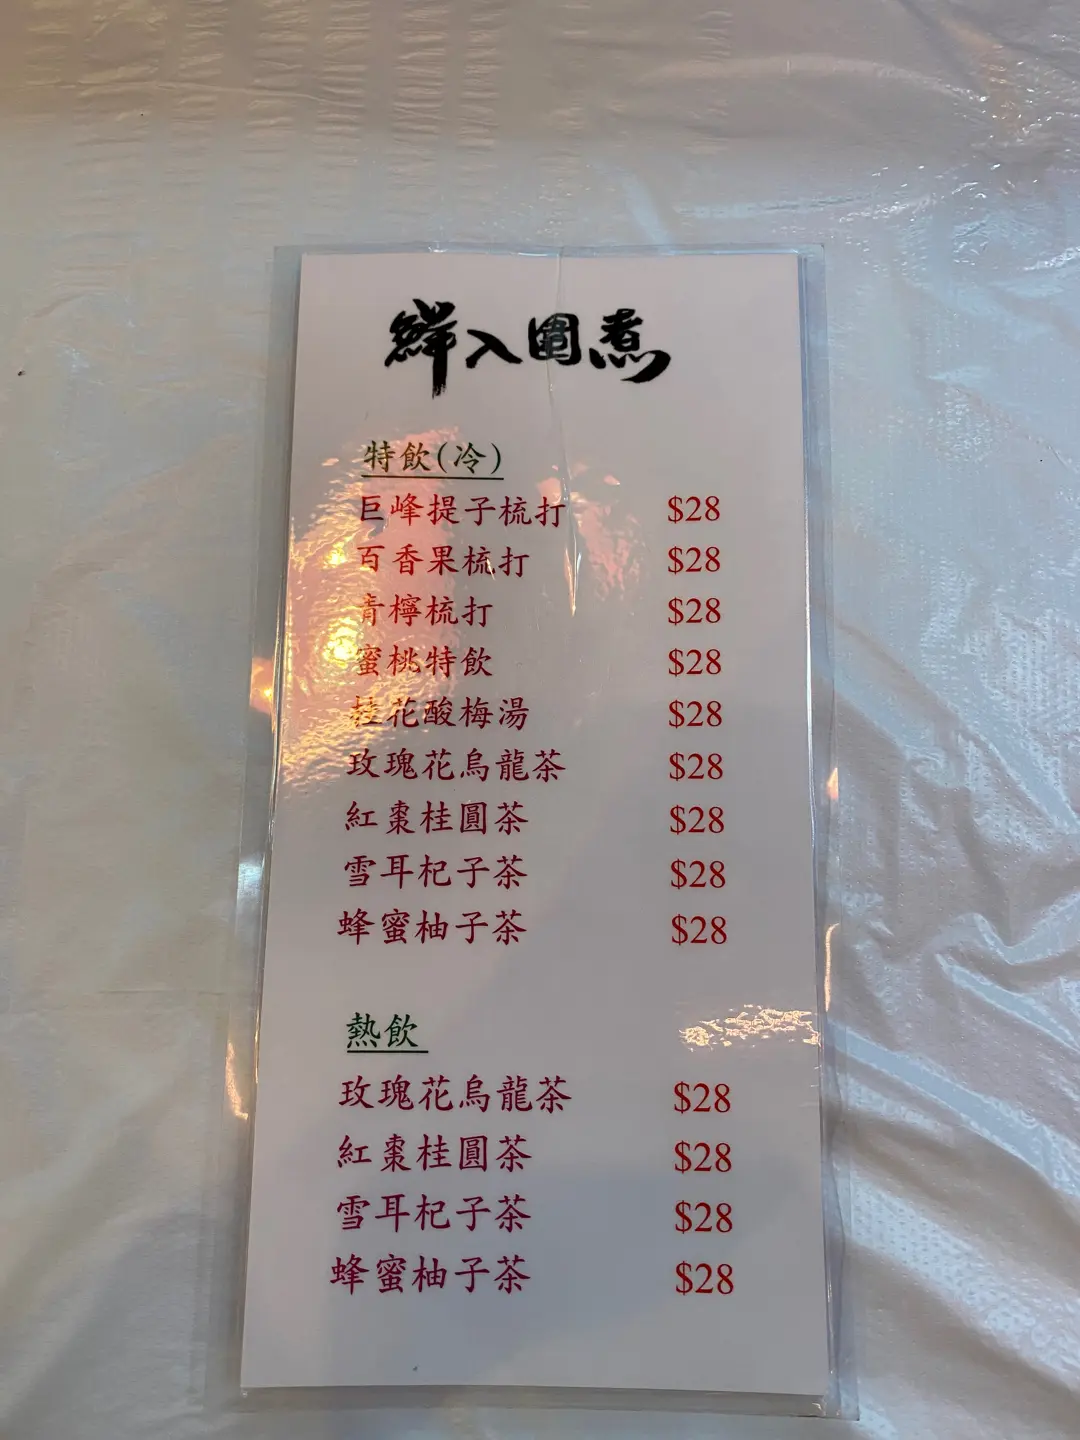 鮮入圍煮
特飲(冷)
巨峰提子梳打 $28
百香果梳打 $28
青檸梳打 $28
蜜桃特飲 $28
桂花酸梅湯 $28
玫瑰花烏龍茶 $28
紅棗桂圓茶 $28
雪耳杞子茶 $28
蜂蜜柚子茶 $28
熱飲
玫瑰花烏龍茶 $28
紅棗桂圓茶 $28
雪耳杞子茶 $28
蜂蜜柚子茶 $28